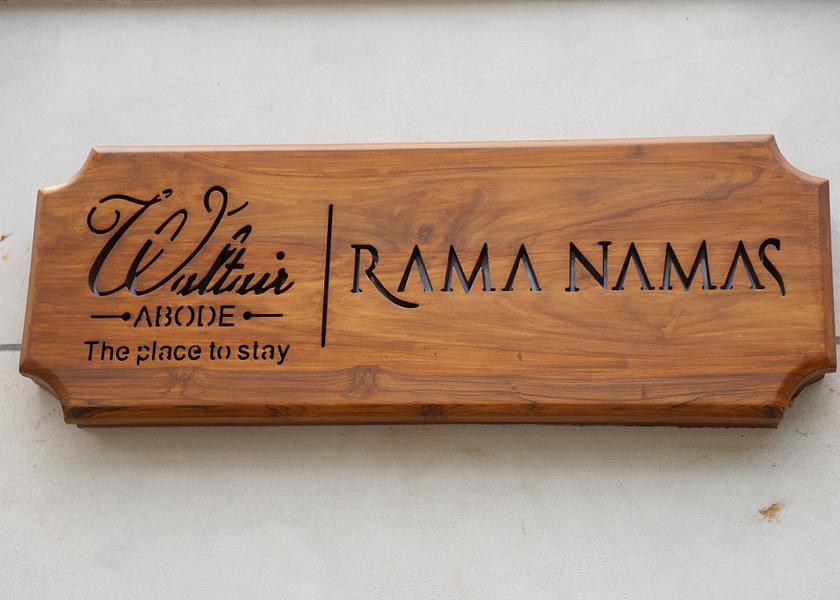 Waltair
ABODE
The place to stay
RAMA NAMAS